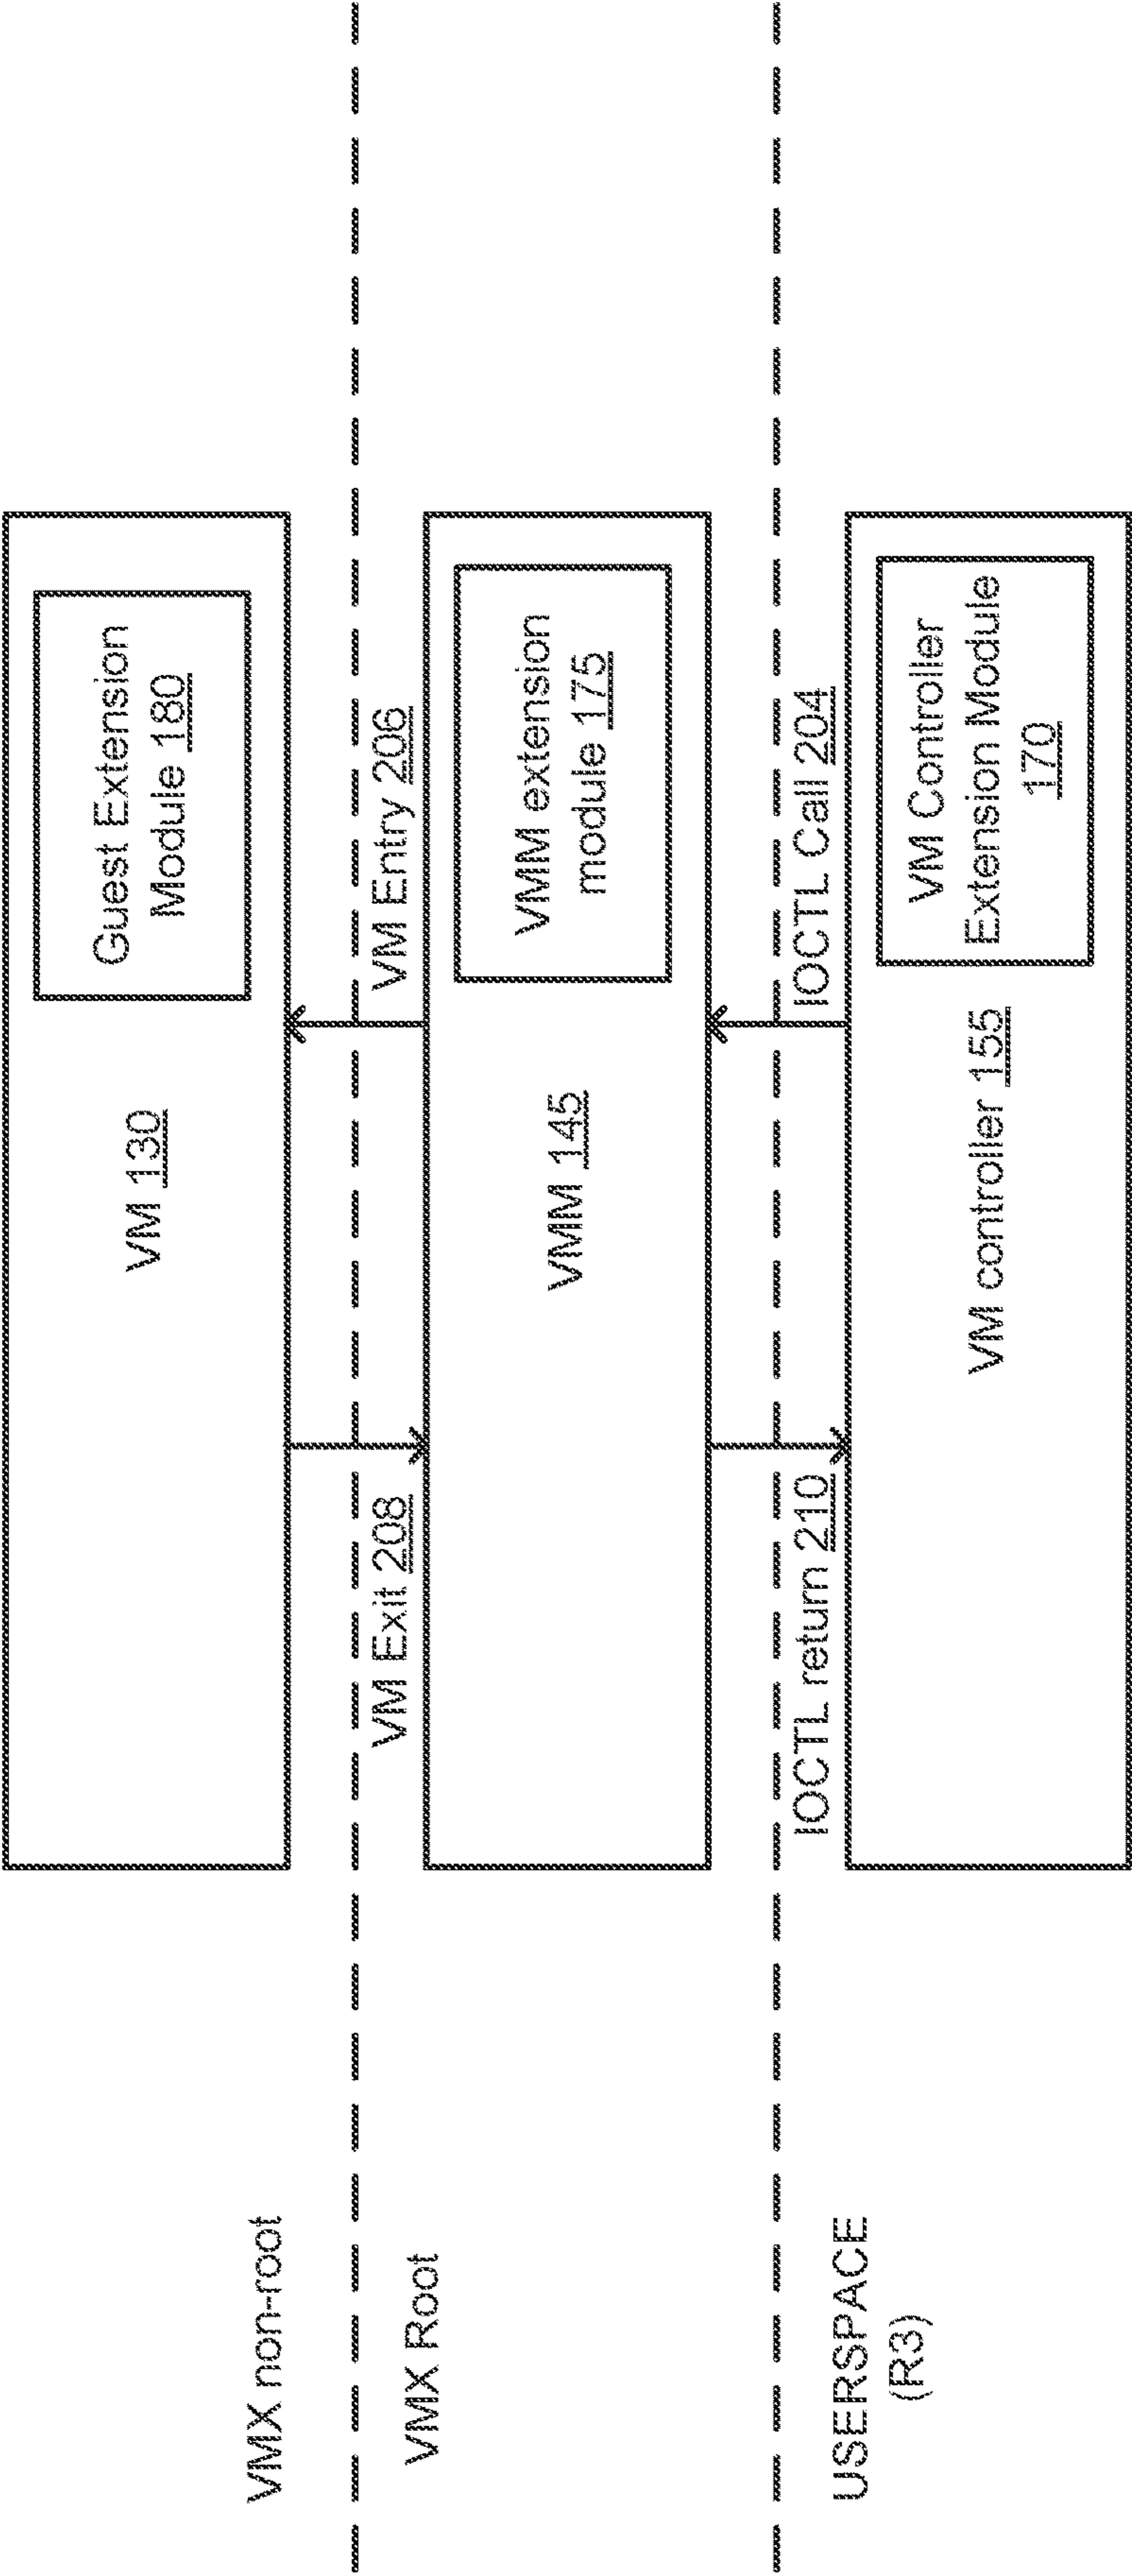 VMX non-root
VM 130
Guest Extension
Module 180
VM Exit 208
VM Entry 206
VMX Root
VMM 145
VMM extension
module 175
IOCTL return 210
IOCTL Call 204
USERSPACE
(R3)
VM controller 155
VM Controller
Extension Module
170